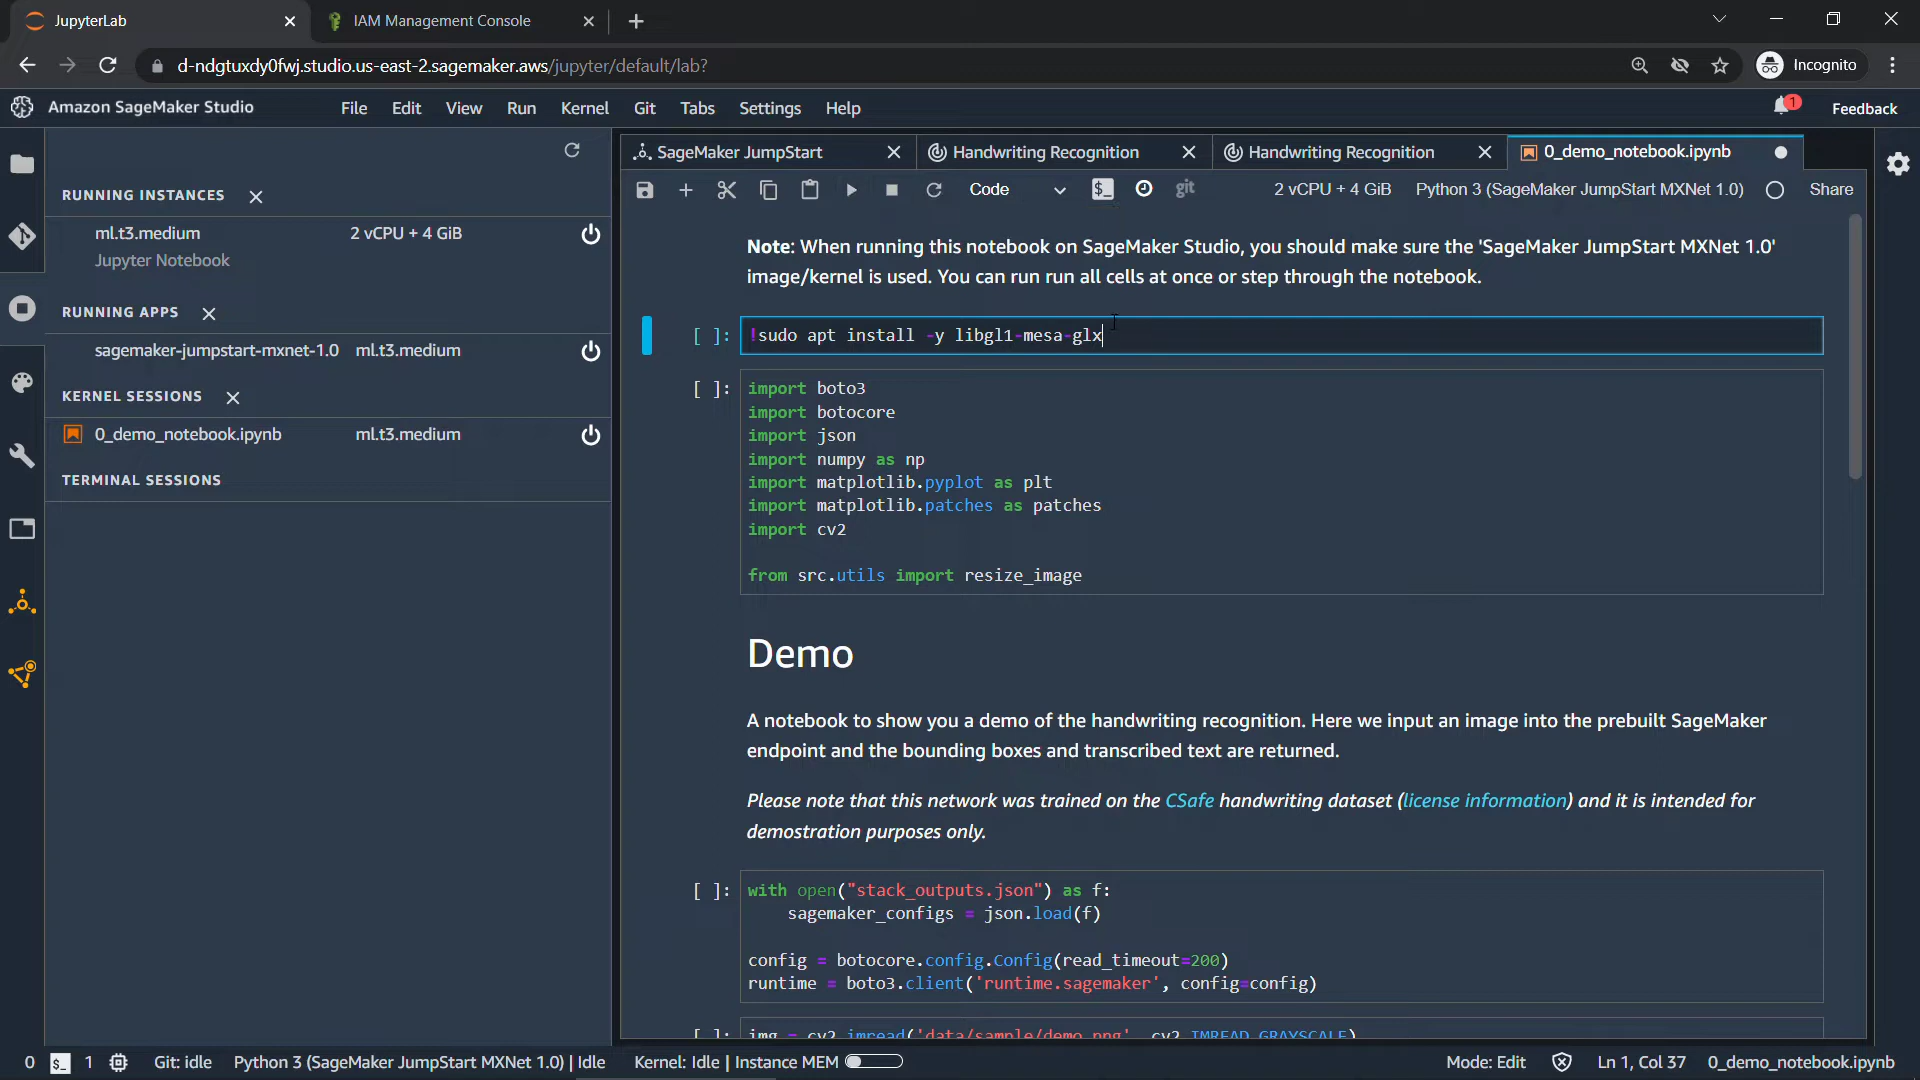 JupyterLab
IAM Management Console
d-ndgtuxdy0fwj.studio.us-east-2.sagemaker.aws/jupyter/default/lab?
Incognito
Amazon SageMaker Studio
File Edit View Run Kernel Git Tabs Settings Help
1
Feedback
RUNNING INSTANCES
ml.t3.medium 2 vCPU + 4 GiB
Jupyter Notebook
RUNNING APPS
sagemaker-jumpstart-mxnet-1.0 ml.t3.medium
KERNEL SESSIONS
0_demo_notebook.ipynb ml.t3.medium
TERMINAL SESSIONS
SageMaker JumpStart
Handwriting Recognition
Handwriting Recognition
0_demo_notebook.ipynb
Code
git
2 vCPU + 4 GiB Python 3 (SageMaker JumpStart MXNet 1.0) Share
Note: When running this notebook on SageMaker Studio, you should make sure the 'SageMaker JumpStart MXNet 1.0'
image/kernel is used. You can run run all cells at once or step through the notebook.
[ ]: !sudo apt install -y libgl1-mesa-glx
[ ]: import boto3
import botocore
import json
import numpy as np
import matplotlib.pyplot as plt
import matplotlib.patches as patches
import cv2
from src.utils import resize_image
Demo
A notebook to show you a demo of the handwriting recognition. Here we input an image into the prebuilt SageMaker
endpoint and the bounding boxes and transcribed text are returned.
Please note that this network was trained on the CSafe handwriting dataset (license information) and it is intended for
demostration purposes only.
[ ]: with open("stack_outputs.json") as f:
sagemaker_configs = json.load(f)
config = botocore.config.Config(read_timeout=200)
runtime = boto3.client('runtime.sagemaker', config=config)
[ ]: img = cv2.imread('data/sample/demo.png', cv2.IMREAD_GRAYSCALE)
0 $_ 1 Git: idle Python 3 (SageMaker JumpStart MXNet 1.0) | Idle Kernel: Idle | Instance MEM Mode: Edit Ln 1, Col 37 0_demo_notebook.ipynb